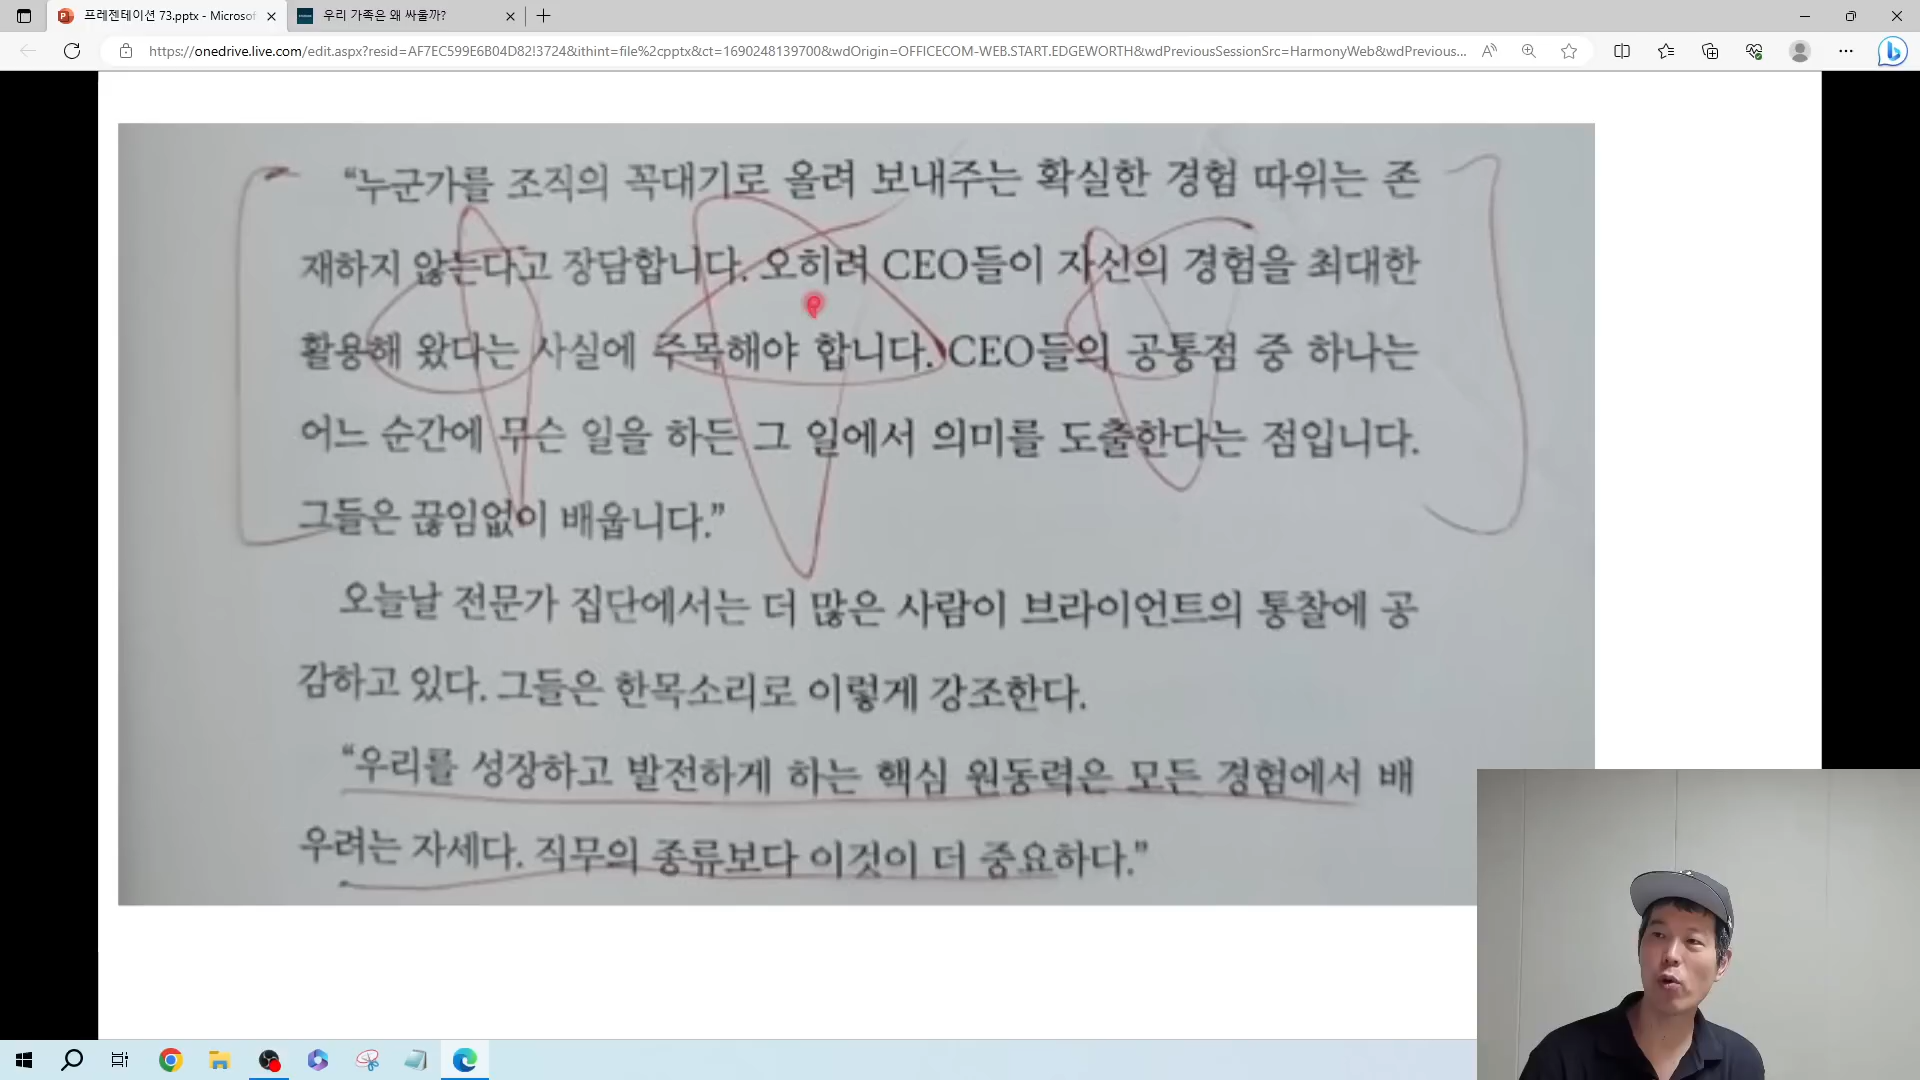 프레젠테이션 73.pptx - Microsof
우리 가족은 왜 싸울까?
https://onedrive.live.com/edit.aspx?resid=AF7EC599E6B04D82!3724&ithint=file%2cpptx&ct=1690248139700&wdOrigin=OFFICECOM-WEB.START.EDGEWORTH&wdPreviousSessionSrc=HarmonyWeb&wdPrevious...
“누군가를 조직의 꼭대기로 올려 보내주는 확실한 경험 따위는 존
재하지 않는다고 장담합니다. 오히려 CEO들이 자신의 경험을 최대한
활용해 왔다는 사실에 주목해야 합니다. CEO들의 공통점 중 하나는
어느 순간에 무슨 일을 하든 그 일에서 의미를 도출한다는 점입니다.
그들은 끊임없이 배웁니다.”
오늘날 전문가 집단에서는 더 많은 사람이 브라이언트의 통찰에 공
감하고 있다. 그들은 한목소리로 이렇게 강조한다.
“우리를 성장하고 발전하게 하는 핵심 원동력은 모든 경험에서 배
우려는 자세다. 직무의 종류보다 이것이 더 중요하다.”